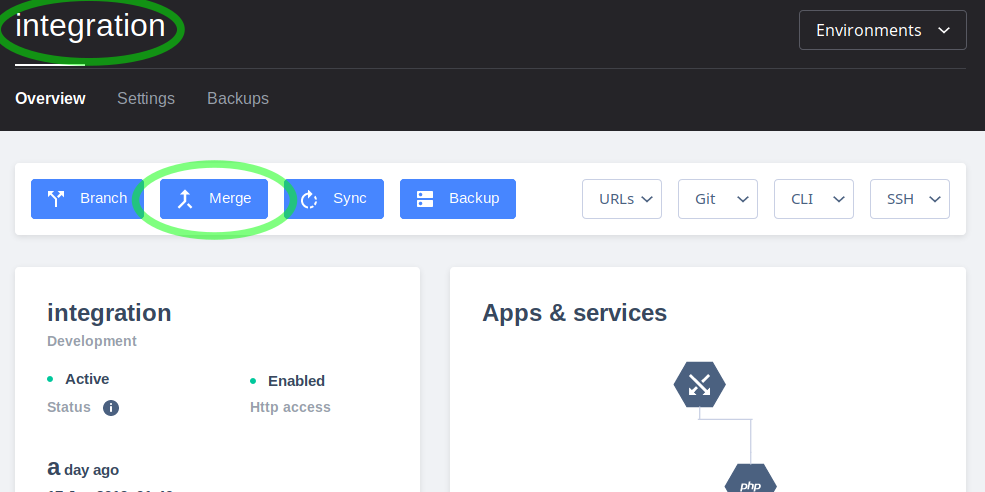 integration
Environments
Overview Settings Backups
Branch Merge Sync Backup URLs Git CLI SSH
integration
Development
Active Enabled
Status Http access
a day ago
Apps & services
php